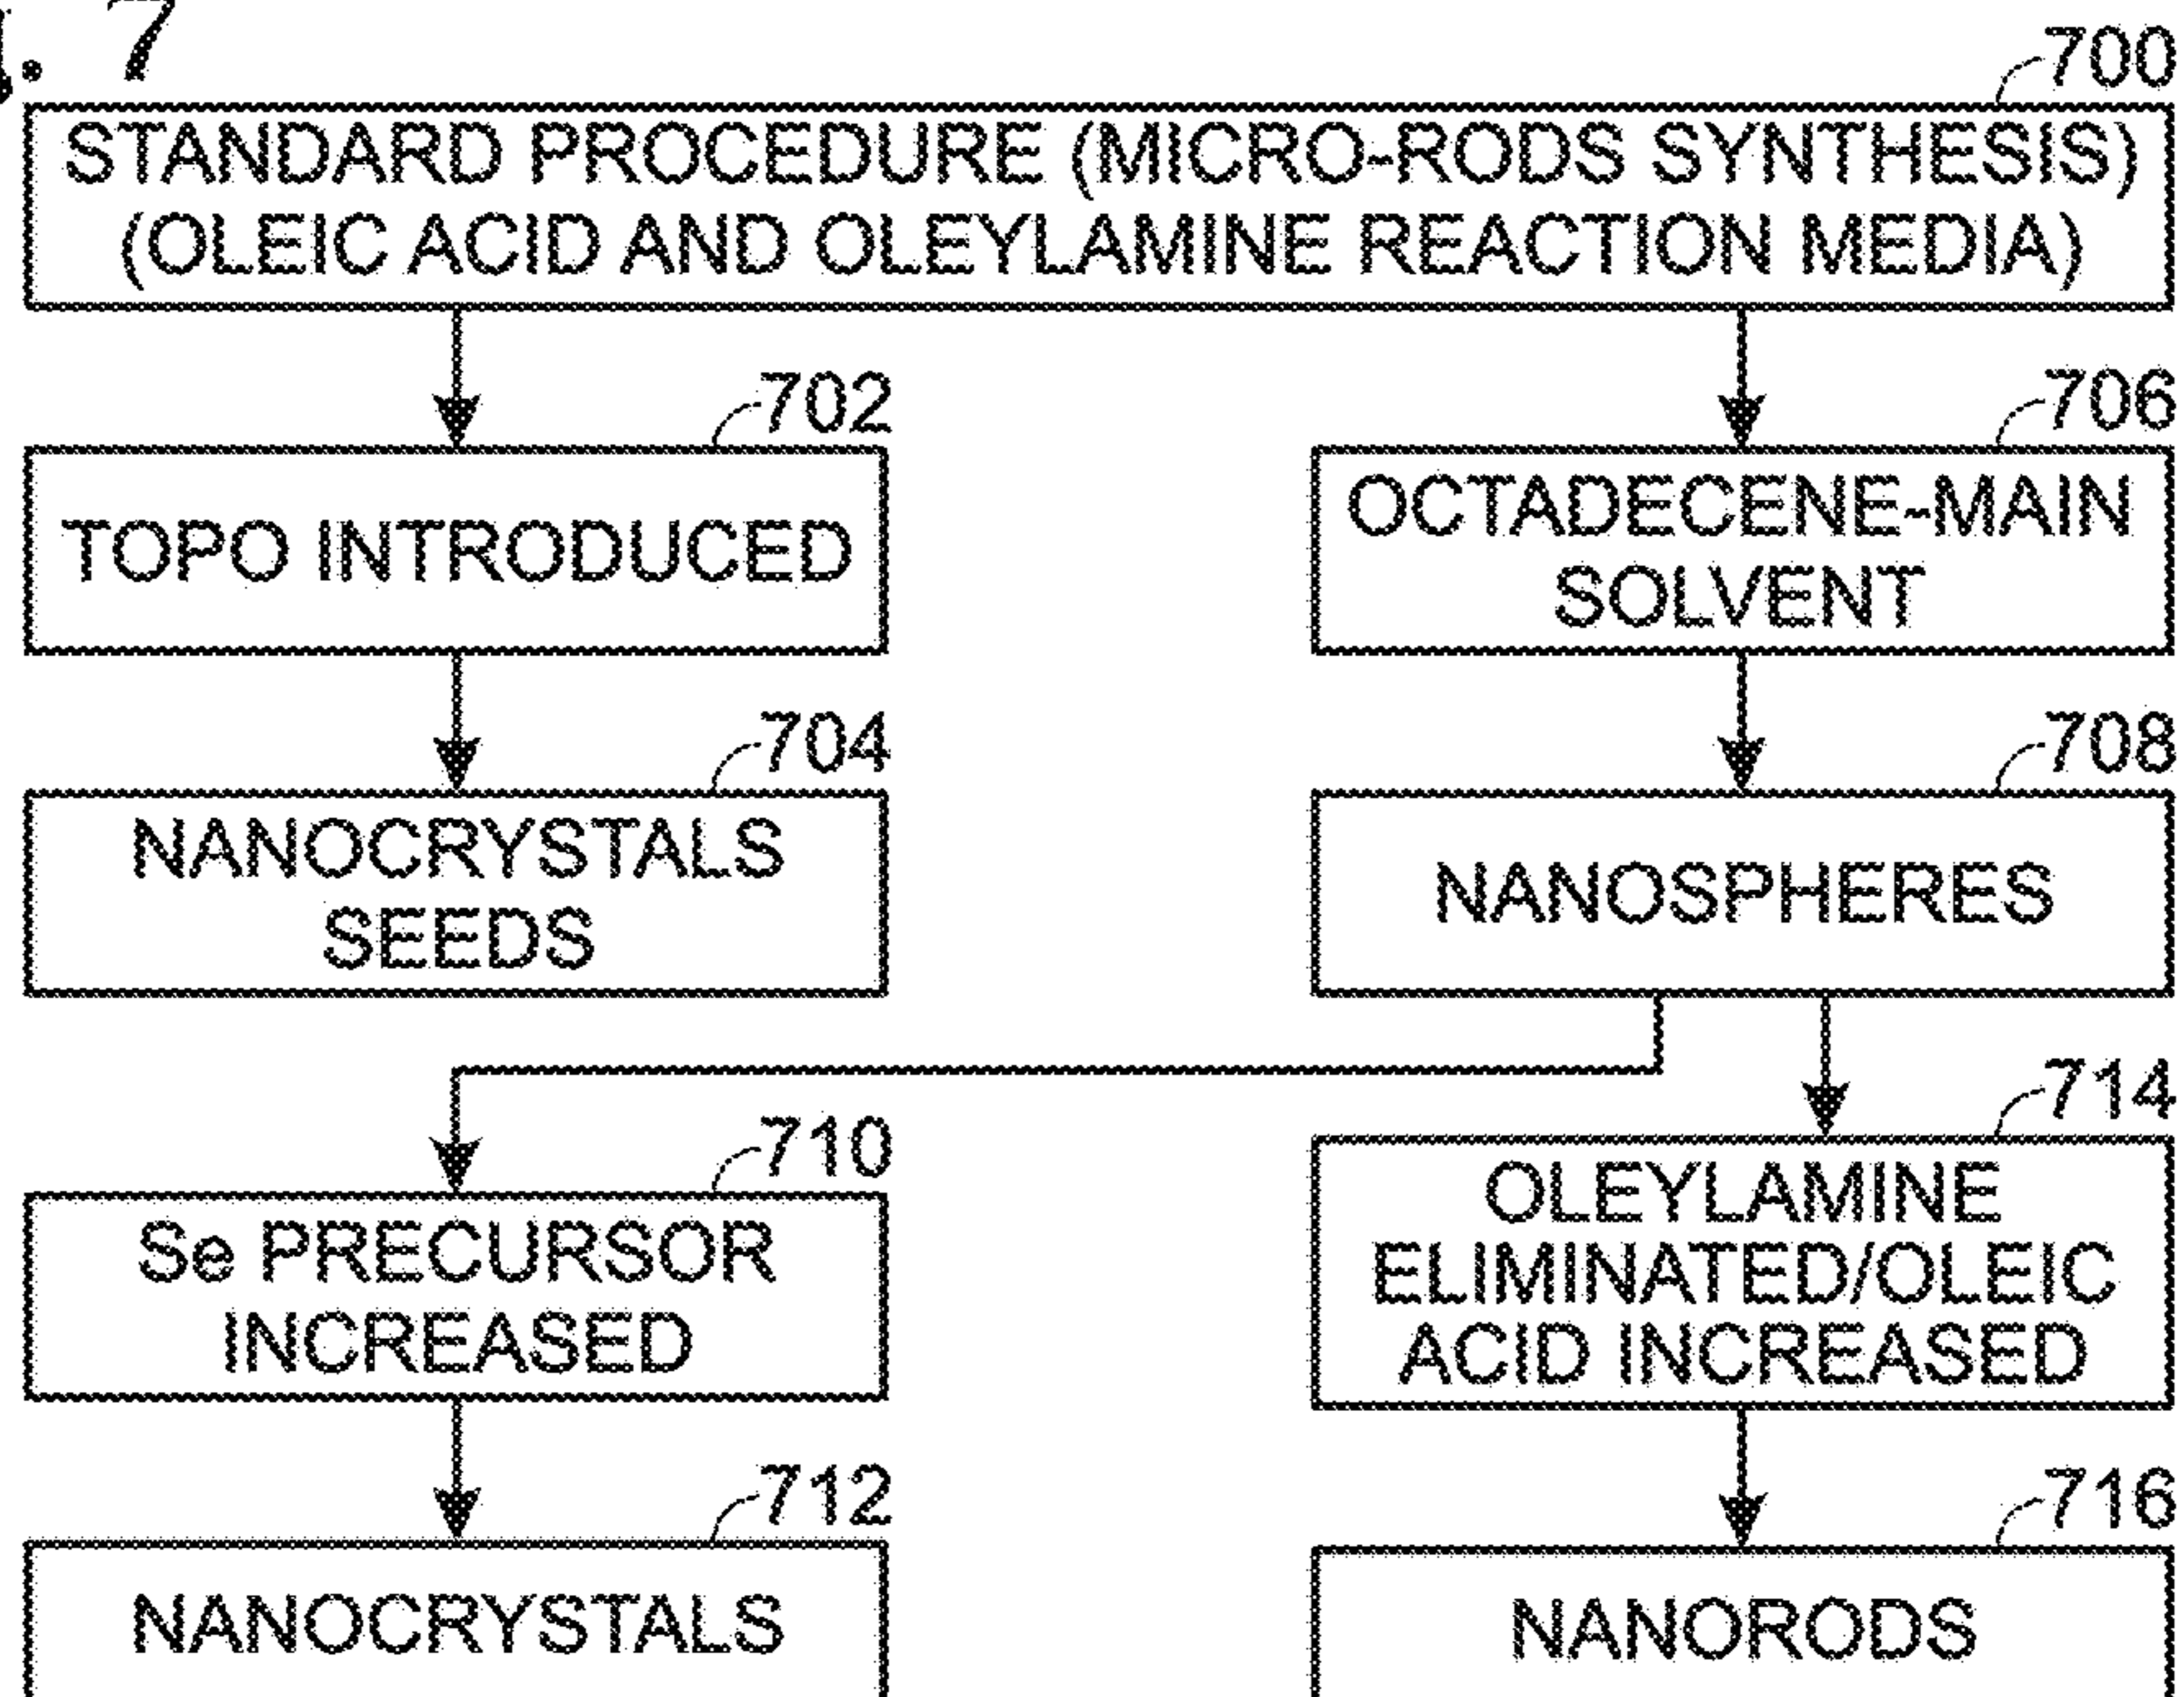 . 7
700
STANDARD PROCEDURE (MICRO-RODS SYNTHESIS)
(OLEIC ACID AND OLEYLAMINE REACTION MEDIA)
702
TOPO INTRODUCED
706
OCTADECENE-MAIN
SOLVENT
704
NANOCRYSTALS
SEEDS
708
NANOSPHERES
710
Se PRECURSOR
INCREASED
714
OLEYLAMINE
ELIMINATED/OLEIC
ACID INCREASED
712
NANOCRYSTALS
716
NANORODS